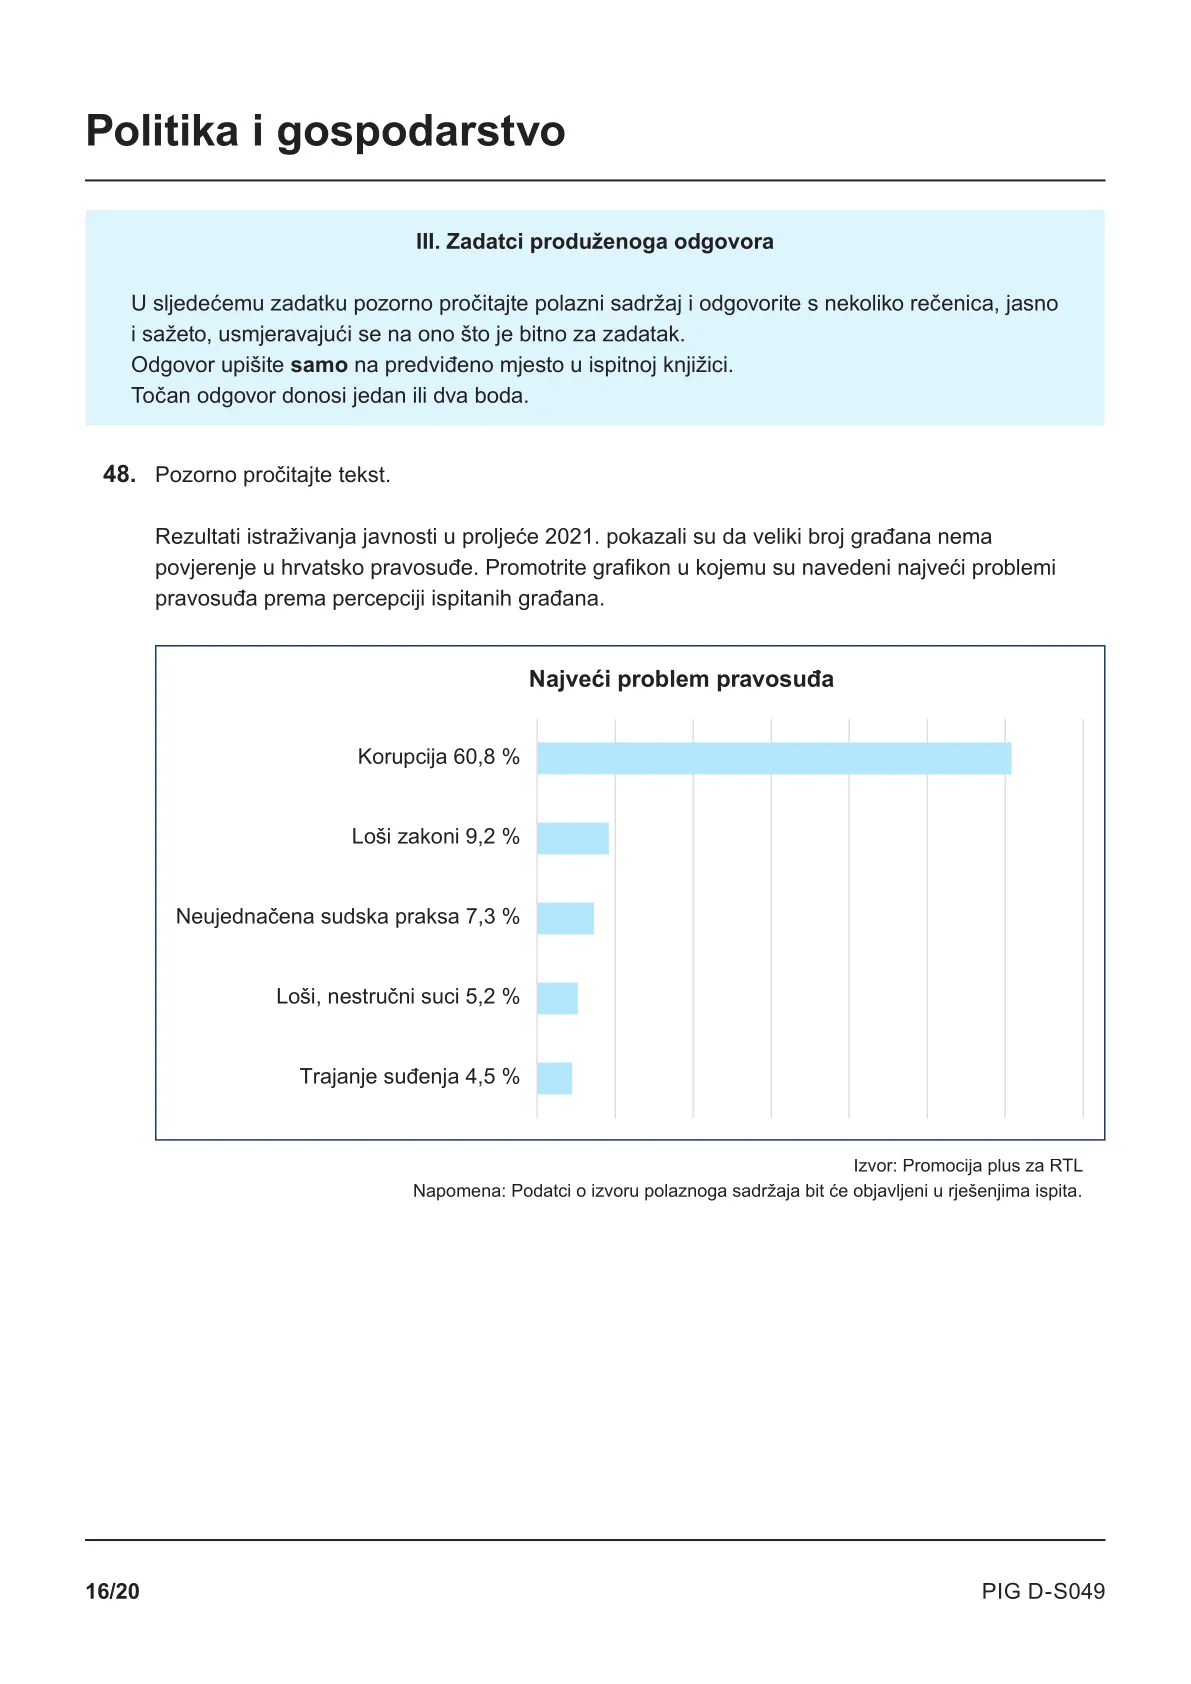 Politika i gospodarstvo
III. Zadatci produženoga odgovora
U sljedećemu zadatku pozorno pročitajte polazni sadržaj i odgovorite s nekoliko rečenica, jasno
i sažeto, usmjeravajući se na ono što je bitno za zadatak.
Odgovor upišite samo na predviđeno mjesto u ispitnoj knjižici.
Točan odgovor donosi jedan ili dva boda.
48. Pozorno pročitajte tekst.
Rezultati istraživanja javnosti u proljeće 2021. pokazali su da veliki broj građana nema
povjerenje u hrvatsko pravosuđe. Promotrite grafikon u kojemu su navedeni najveći problemi
pravosuđa prema percepciji ispitanih građana.
Najveći problem pravosuđa
Korupcija 60,8 %
Loši zakoni 9,2 %
Neujednačena sudska praksa 7,3 %
Loši, nestručni suci 5,2 %
Trajanje suđenja 4,5 %
Izvor: Promocija plus za RTL
Napomena: Podatci o izvoru polaznoga sadržaja bit će objavljeni u rješenjima ispita.
16/20
PIG D-S049